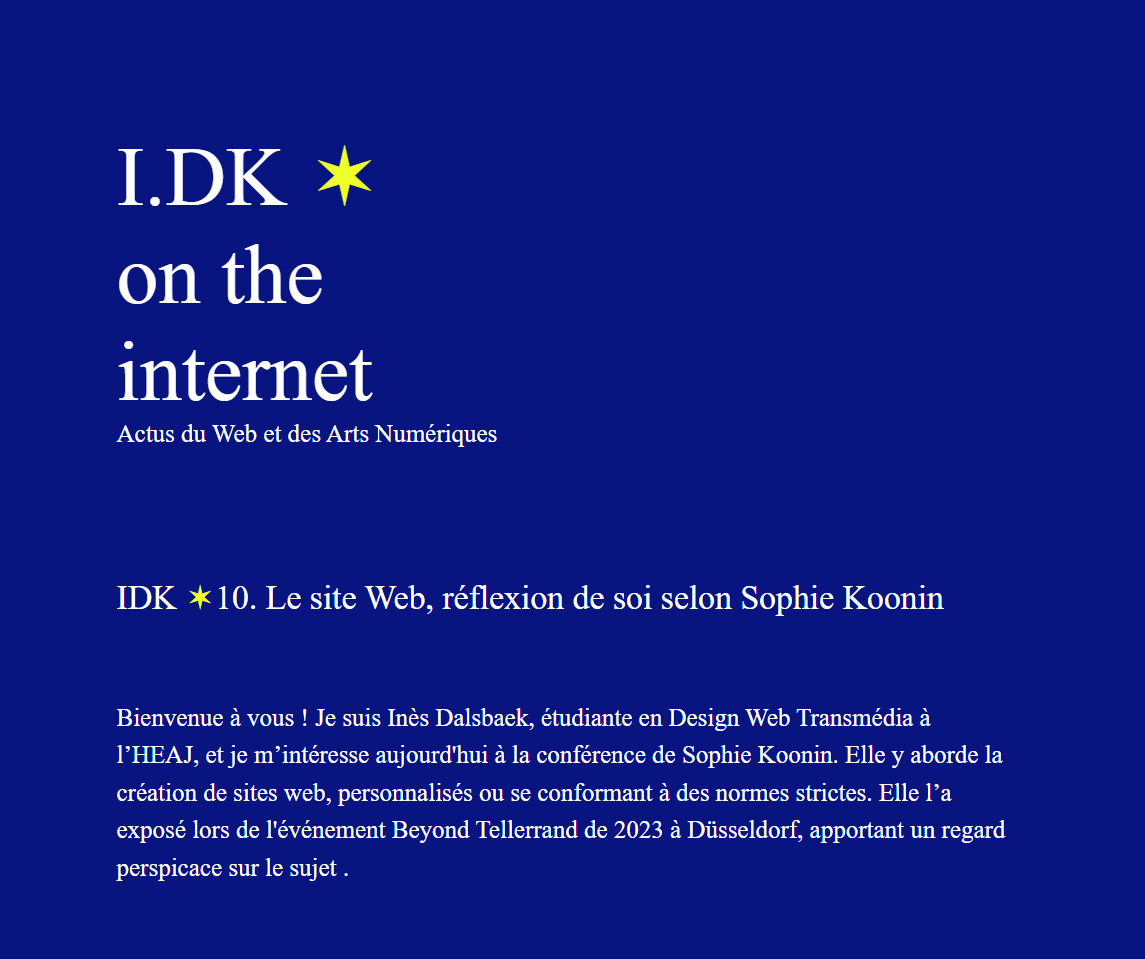 I.DK ✶
on the
internet
Actus du Web et des Arts Numériques
IDK ✶10. Le site Web, réflexion de soi selon Sophie Koonin
Bienvenue à vous ! Je suis Inès Dalsbaek, étudiante en Design Web Transmédia à
l’HEAJ, et je m’intéresse aujourd'hui à la conférence de Sophie Koonin. Elle y aborde la
création de sites web, personnalisés ou se conformant à des normes strictes. Elle l’a
exposé lors de l'événement Beyond Tellerrand de 2023 à Düsseldorf, apportant un regard
perspicace sur le sujet .